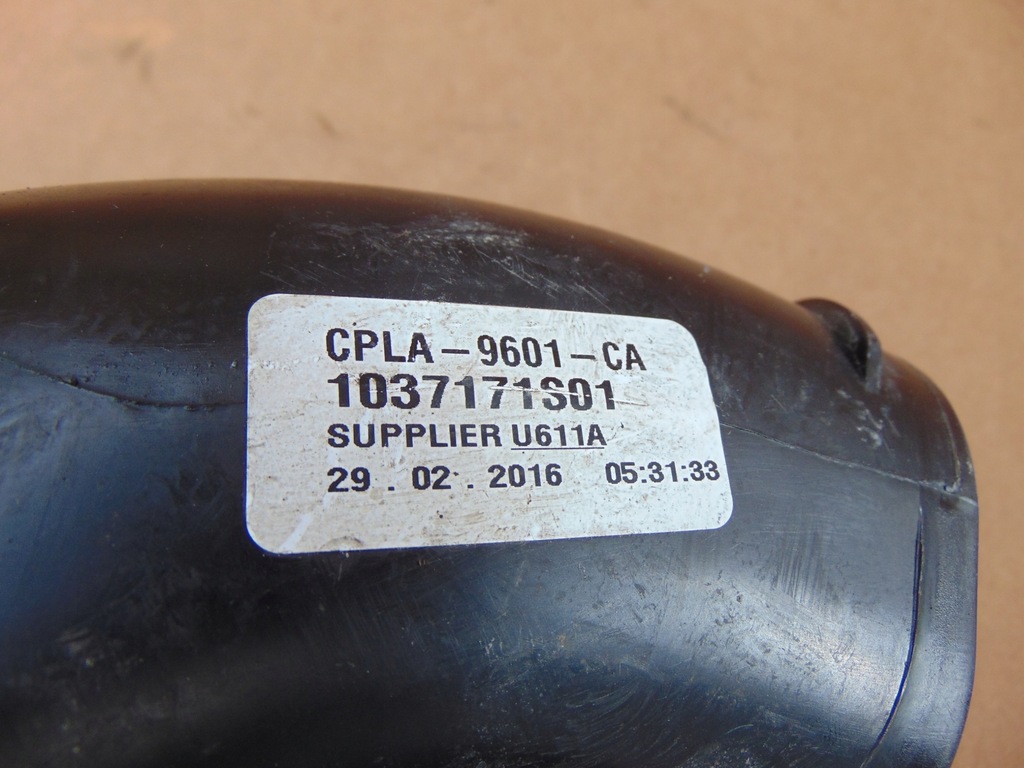 CPLA-9601-CA
1037171S01
SUPPLIER U611A
29 . 02 . 2016 05:31:33